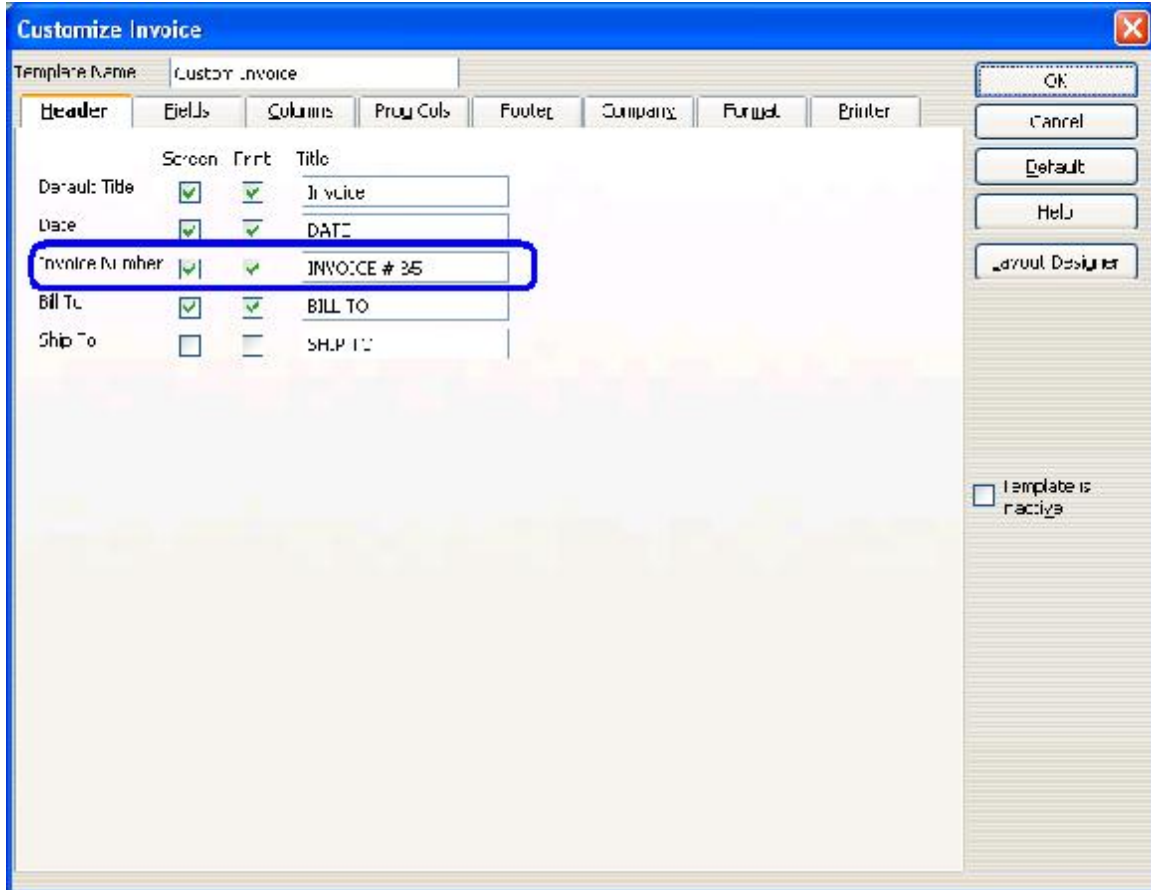 Customize Invoice
Template Name Custom Invoice
OK
Header Fields Columns Prog Cols Footer Company Format Printer
Cancel
Screen Print Title
Default
Default Title Invoice
Help
Date DATE
Invoice Number INVOICE #
Layout Designer
Bill To BILL TO
Ship To SHIP TO
Template is
inactive